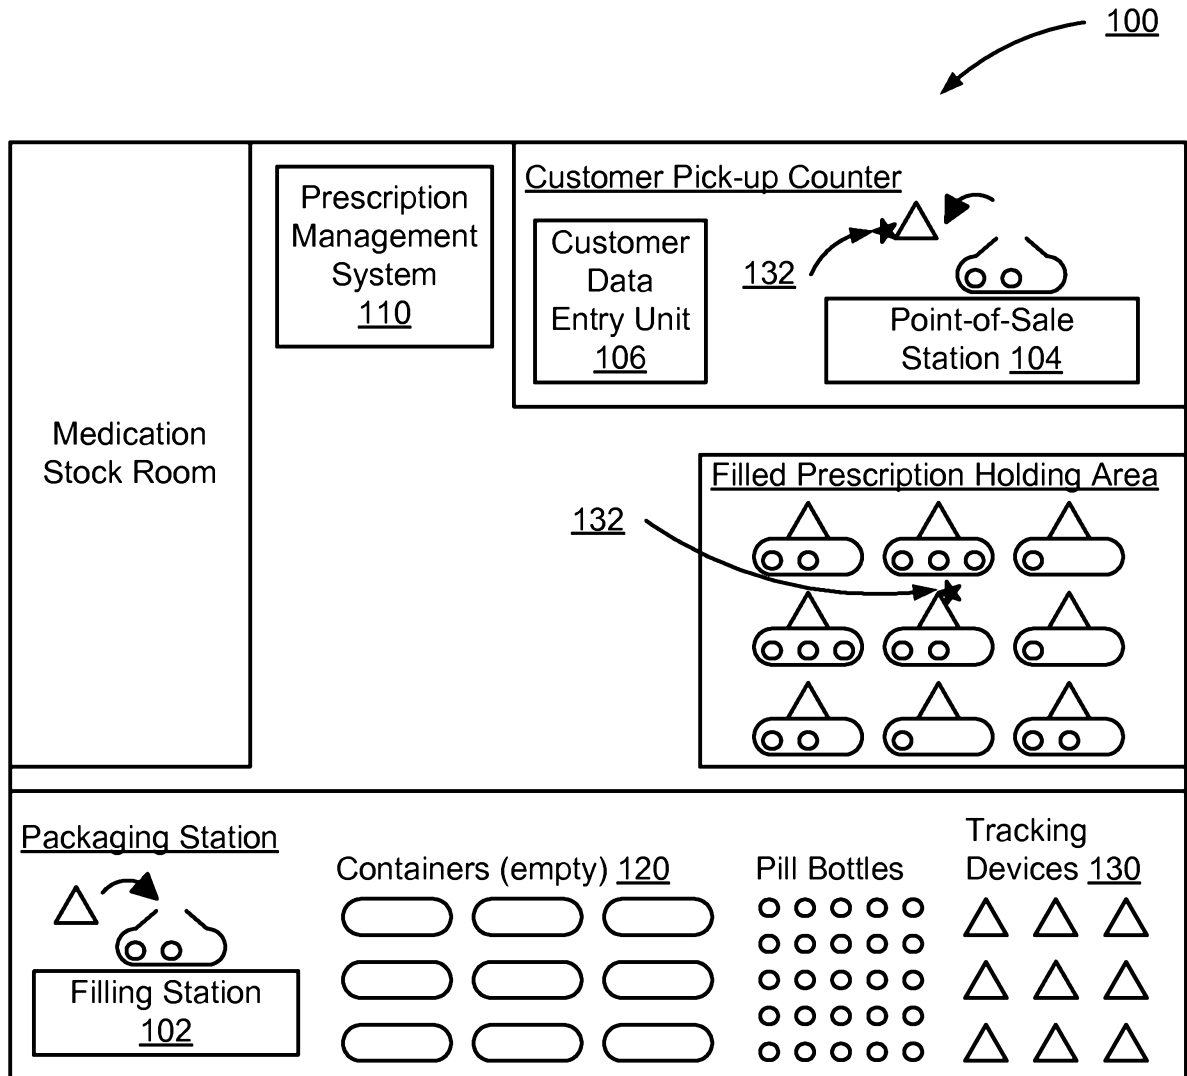 100
Prescription
Management
System
110
Customer Pick-up Counter
Customer
Data
Entry Unit
106
132
Point-of-Sale
Station 104
Medication
Stock Room
Filled Prescription Holding Area
132
Packaging Station
Filling Station
102
Containers (empty) 120
Pill Bottles
Tracking
Devices 130